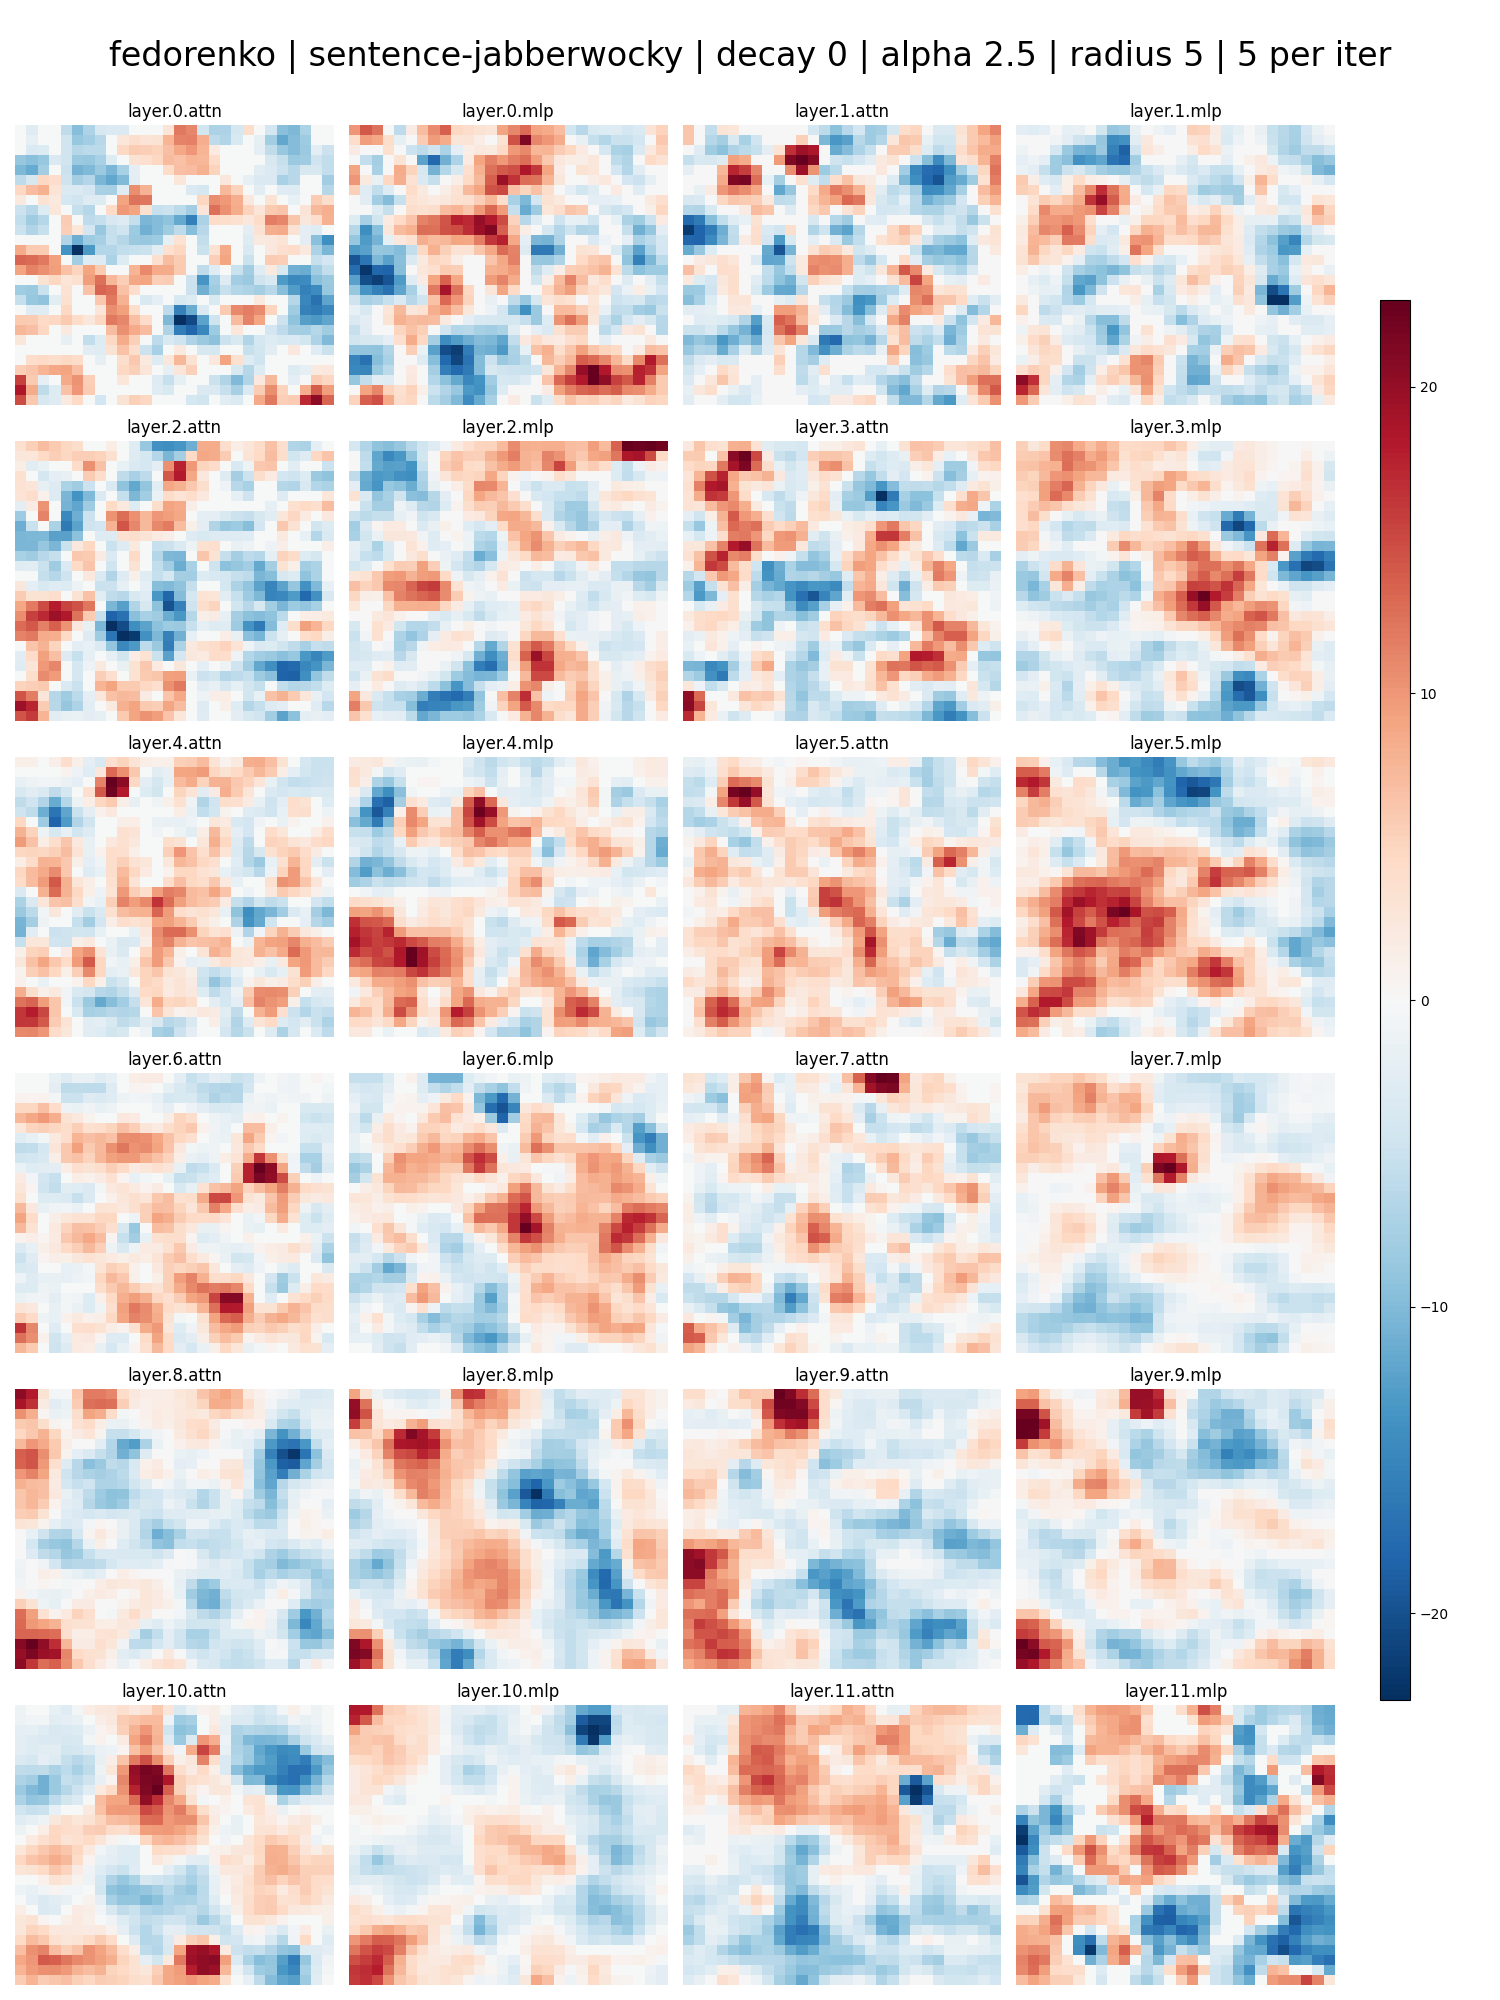 fedorenko | sentence-jabberwocky | decay 0 | alpha 2.5 | radius 5 | 5 per iter
layer.0.attn layer.0.mlp layer.1.attn layer.1.mlp
layer.2.attn layer.2.mlp layer.3.attn layer.3.mlp
layer.4.attn layer.4.mlp layer.5.attn layer.5.mlp
layer.6.attn layer.6.mlp layer.7.attn layer.7.mlp
layer.8.attn layer.8.mlp layer.9.attn layer.9.mlp
layer.10.attn layer.10.mlp layer.11.attn layer.11.mlp
20
10
0
−10
−20